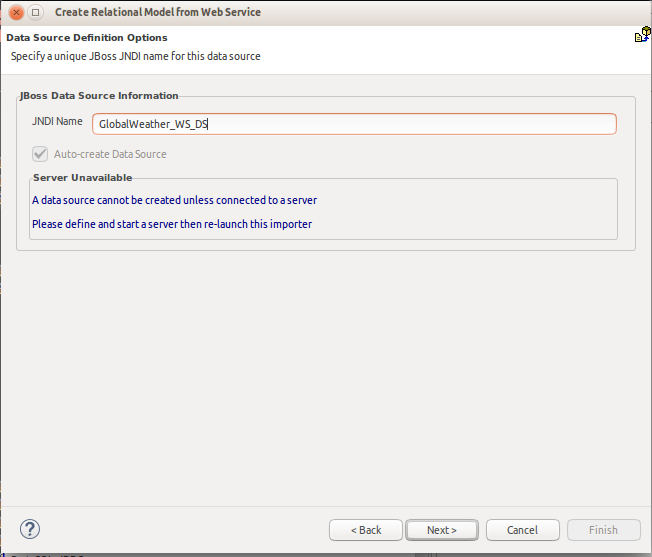 Create Relational Model from Web Service
Data Source Definition Options
Specify a unique JBoss JNDI name for this data source
JBoss Data Source Information
JNDI Name GlobalWeather_WS_DS
Auto-create Data Source
Server Unavailable
A data source cannot be created unless connected to a server
Please define and start a server then re-launch this importer
? < Back Next > Cancel Finish